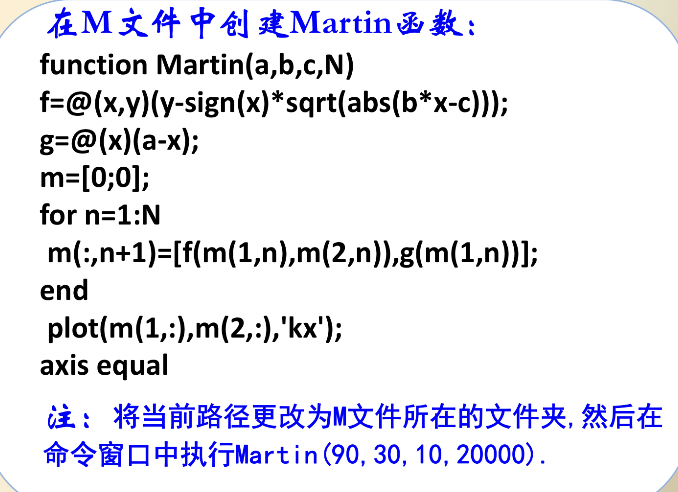 在M文件中创建Martin函数：
function Martin(a,b,c,N)
f=@(x,y)(y-sign(x)*sqrt(abs(b*x-c)));
g=@(x)(a-x);
m=[0;0];
for n=1:N
m(:,n+1)=[f(m(1,n),m(2,n)),g(m(1,n))];
end
plot(m(1,:),m(2,:),'kx');
axis equal
注：将当前路径更改为M文件所在的文件夹,然后在
命令窗口中执行Martin(90,30,10,20000).